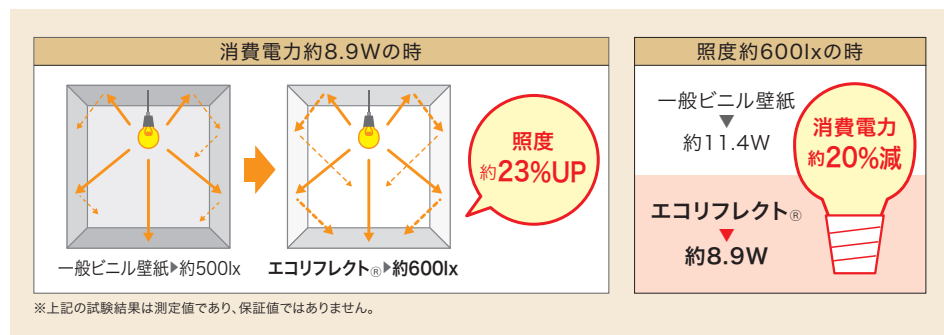 消費電力約8.9Wの時
一般ビニル壁紙▶約500lx
エコリフレクト®▶約600lx
照度
約23%UP
照度約600lxの時
一般ビニル壁紙
▼
約11.4W
エコリフレクト®
▼
約8.9W
消費電力
約20%減
※上記の試験結果は測定値であり、保証値ではありません。